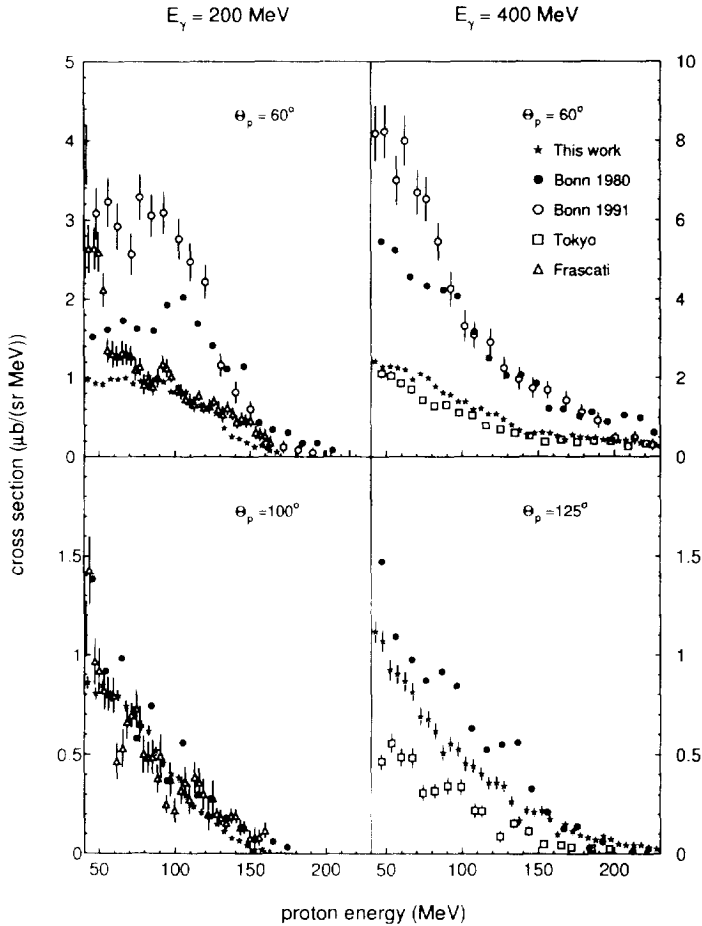 E_γ = 200 MeV
E_γ = 400 MeV
5
4
3
2
1
0
Θ_p = 60°
10
8
6
4
2
0
Θ_p = 60°
This work
Bonn 1980
Bonn 1991
Tokyo
Frascati
cross section (μb/(sr MeV))
1.5
1
0.5
0
Θ_p =100°
50
100
150
200
1.5
1
0.5
0
Θ_p =125°
50
100
150
200
proton energy (MeV)